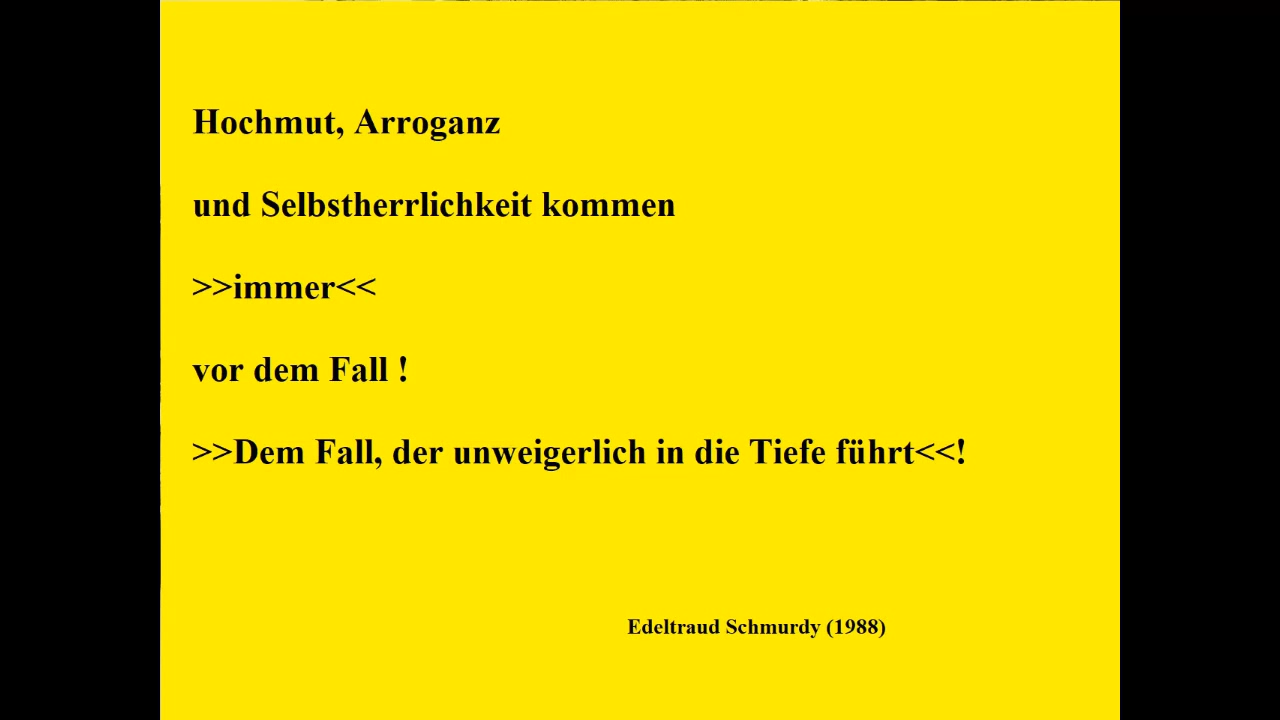 Hochmut, Arroganz
und Selbstherrlichkeit kommen
>>immer<<
vor dem Fall !
>>Dem Fall, der unweigerlich in die Tiefe führt<<!
Edeltraud Schmurdy (1988)